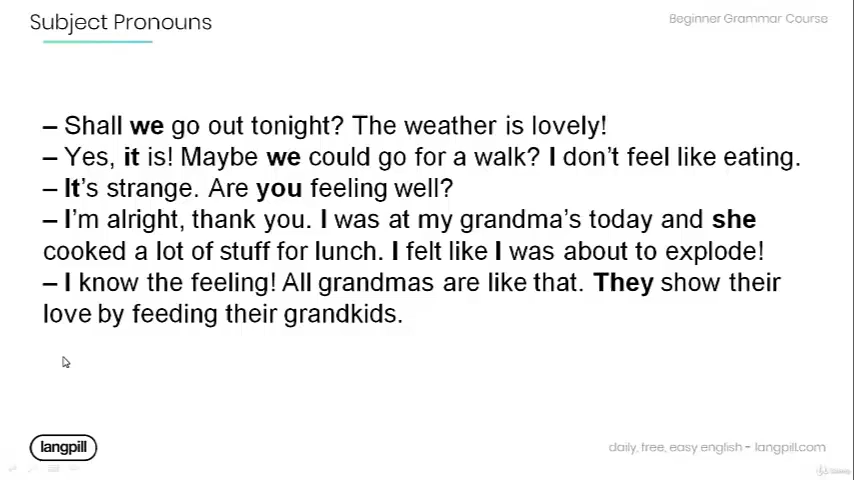 Subject Pronouns
Beginner Grammar Course
– Shall we go out tonight? The weather is lovely!
– Yes, it is! Maybe we could go for a walk? I don’t feel like eating.
– It’s strange. Are you feeling well?
– I’m alright, thank you. I was at my grandma’s today and she
cooked a lot of stuff for lunch. I felt like I was about to explode!
– I know the feeling! All grandmas are like that. They show their
love by feeding their grandkids.
langpill
daily, free, easy english - langpill.com